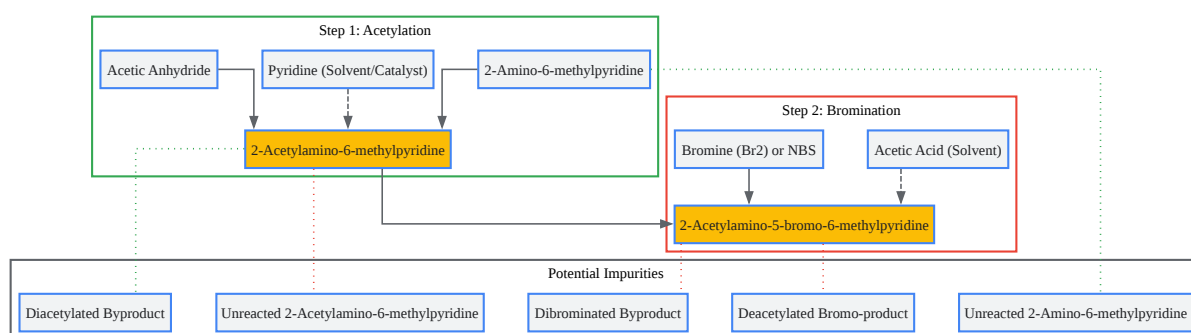 Step 1: Acetylation
Acetic Anhydride
Pyridine (Solvent/Catalyst)
2-Amino-6-methylpyridine
2-Acetylamino-6-methylpyridine
Step 2: Bromination
Bromine (Br2) or NBS
Acetic Acid (Solvent)
2-Acetylamino-5-bromo-6-methylpyridine
Potential Impurities
Diacetylated Byproduct
Unreacted 2-Acetylamino-6-methylpyridine
Dibrominated Byproduct
Deacetylated Bromo-product
Unreacted 2-Amino-6-methylpyridine